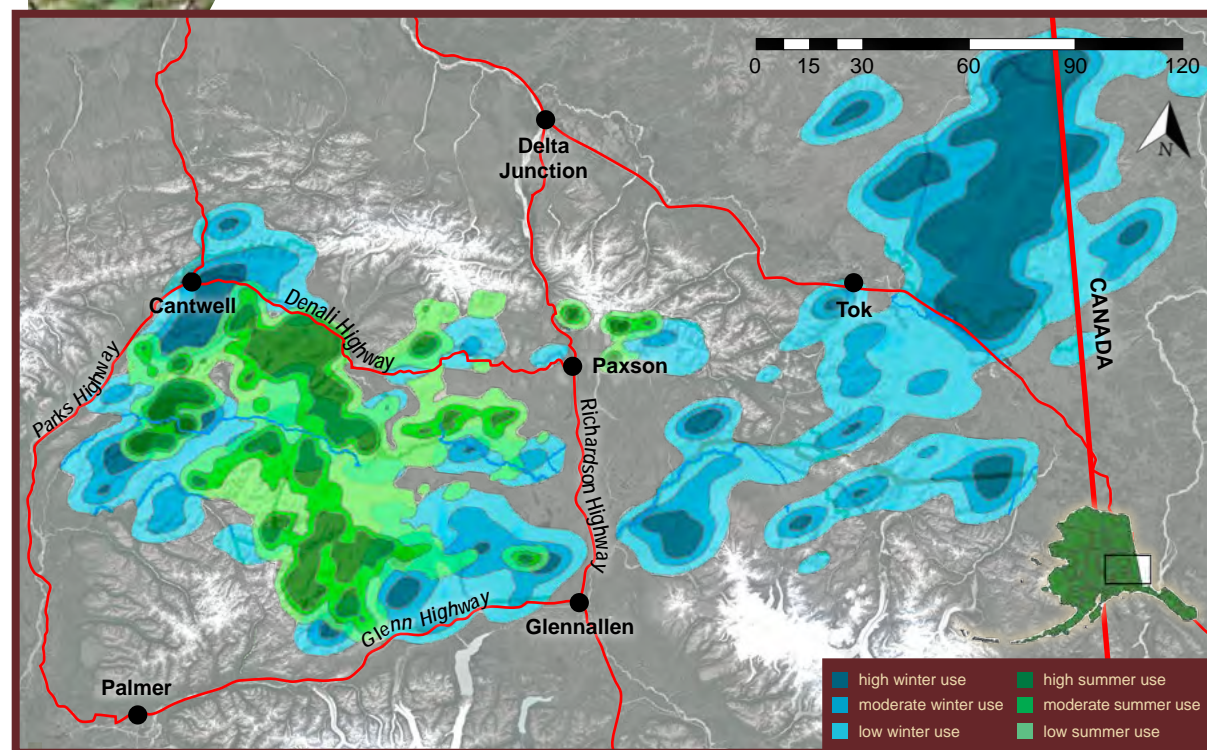 0 15 30 60 90 120
N
Delta
Junction
Cantwell
Denali Highway
Tok
CANADA
Paxson
Parks Highway
Richardson Highway
Glenn Highway
Glennallen
Palmer
high winter use
moderate winter use
low winter use
high summer use
moderate summer use
low summer use